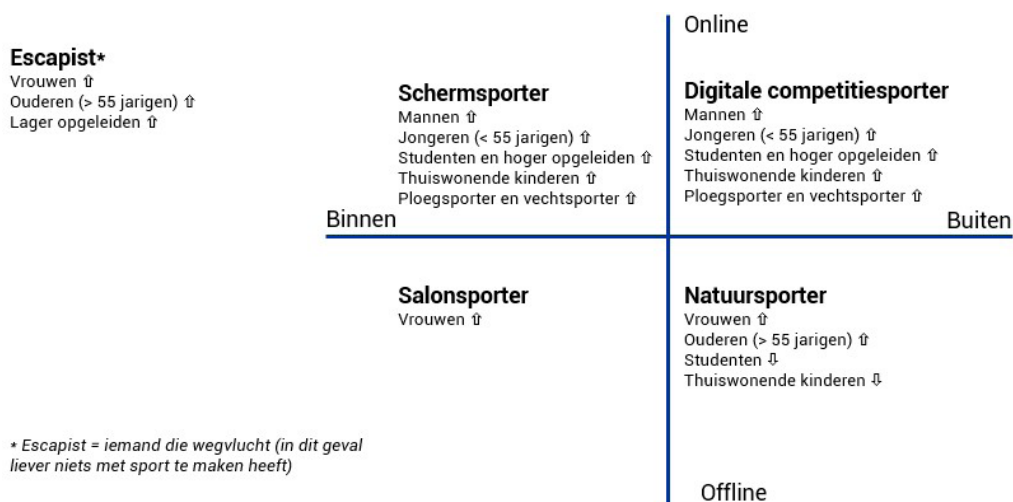 Online
Escapist*
Vrouwen ⇧
Ouderen (> 55 jarigen) ⇧
Lager opgeleiden ⇧
Schermsporter
Mannen ⇧
Jongeren (< 55 jarigen) ⇧
Studenten en hoger opgeleiden ⇧
Thuiswonende kinderen ⇧
Ploegsporter en vechtsporter ⇧
Digitale competitiesporter
Mannen ⇧
Jongeren (< 55 jarigen) ⇧
Studenten en hoger opgeleiden ⇧
Thuiswonende kinderen ⇧
Ploegsporter en vechtsporter ⇧
Binnen
Buiten
Salonsporter
Vrouwen ⇧
Natuursporter
Vrouwen ⇧
Ouderen (> 55 jarigen) ⇧
Studenten ⇩
Thuiswonende kinderen ⇩
* Escapist = iemand die wegvlucht (in dit geval
liever niets met sport te maken heeft)
Offline